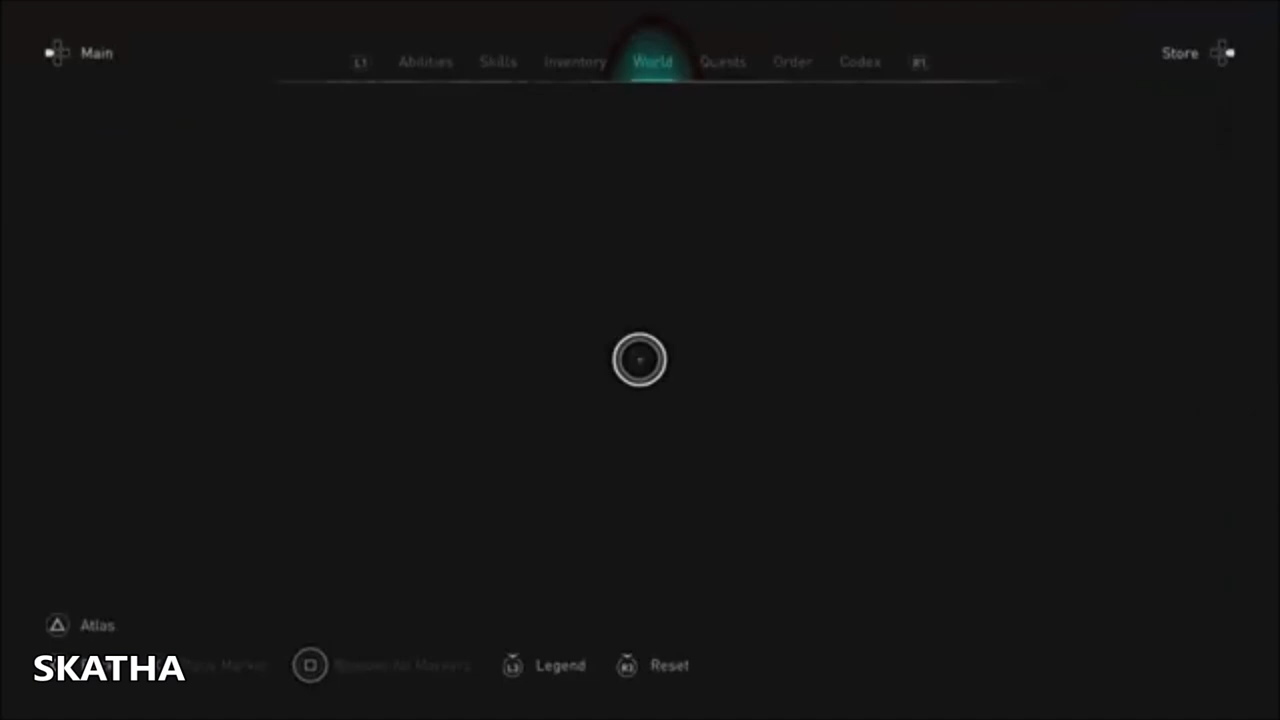 Main
L1 Abilities Skills Inventory World Quests Order Codex R1
Store
Atlas
SKATHA
Legend
Reset